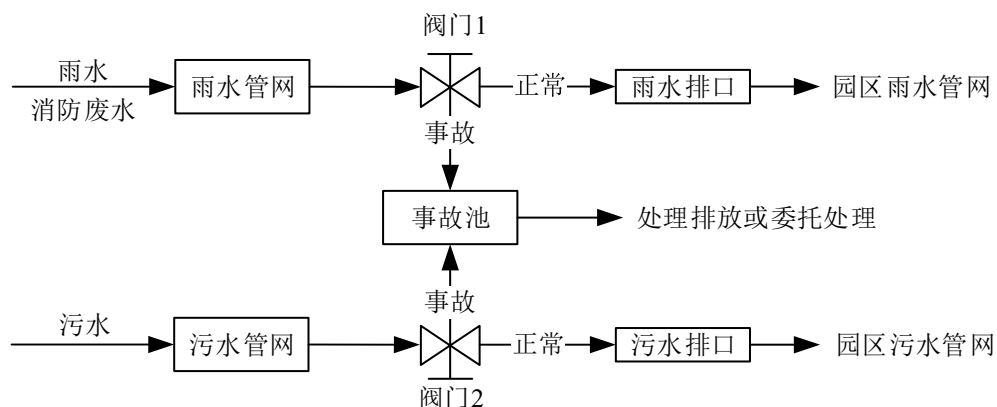 阀门1
雨水
消防废水
雨水管网
正常
雨水排口
园区雨水管网
事故
事故池
处理排放或委托处理
事故
污水
污水管网
正常
污水排口
园区污水管网
阀门2